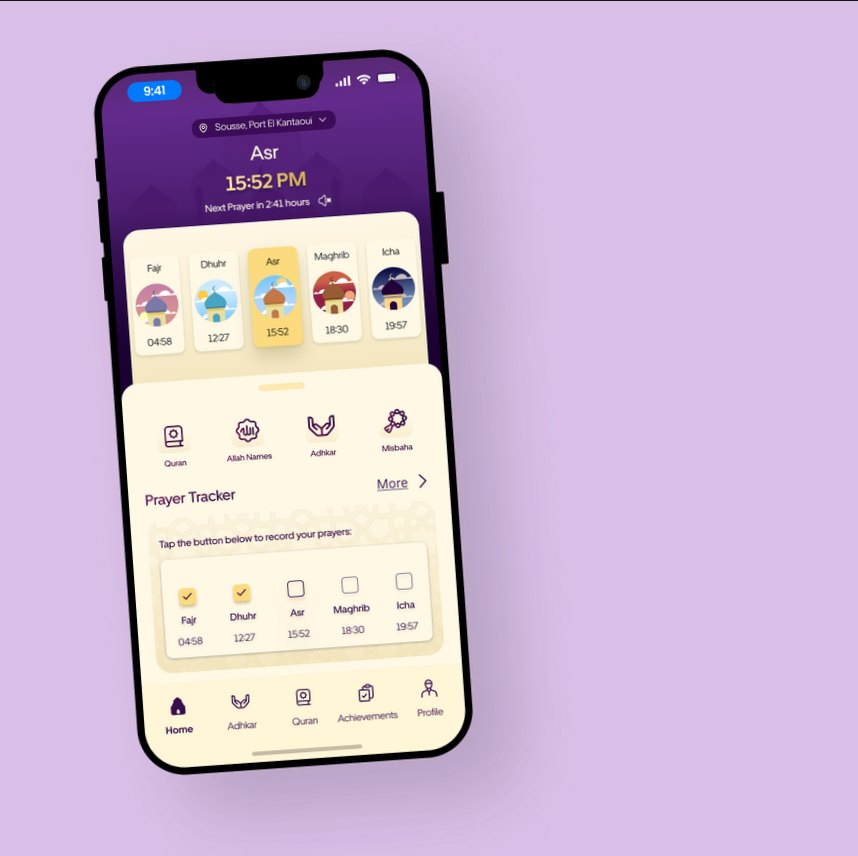 9:41
Sousse, Port El Kantaoui
Asr
15:52 PM
Next Prayer in 2:41 hours
Fajr Dhuhr Asr Maghrib Icha
04:58 12:27 15:52 18:30 19:57
Quran Allah Names Adhkar Misbaha
Prayer Tracker More
Tap the button below to record your prayers:
Fajr Dhuhr Asr Maghrib Icha
04:58 12:27 15:52 18:30 19:57
Home Adhkar Quran Achievements Profile